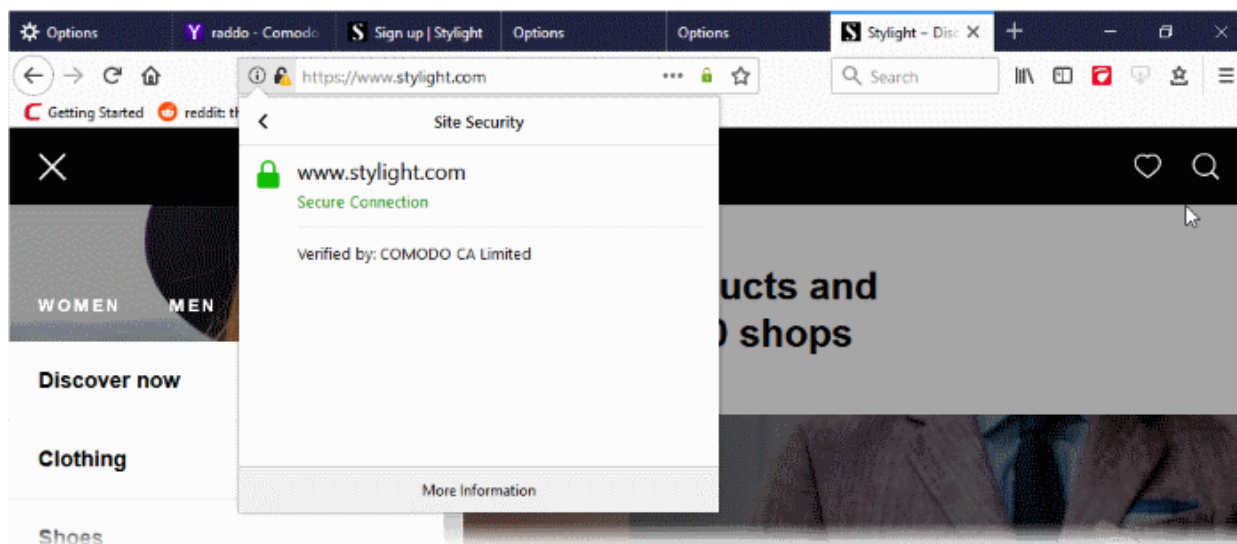 Options
raddo - Comodo
Sign up | Stylight
Options
Options
Stylight – Disc
https://www.stylight.com
Search
Getting Started
reddit: th
Site Security
www.stylight.com
Secure Connection
Verified by: COMODO CA Limited
WOMEN MEN
ucts and
0 shops
Discover now
Clothing
More Information
Shoes